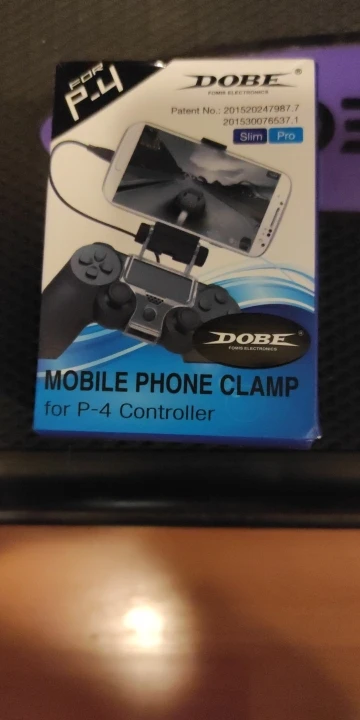 FOR
P-4
DOBE®
FOMIS ELECTRONICS
Patent No.: 201520247987.7
201530076537.1
Slim Pro
DOBE®
FOMIS ELECTRONICS
MOBILE PHONE CLAMP
for P-4 Controller